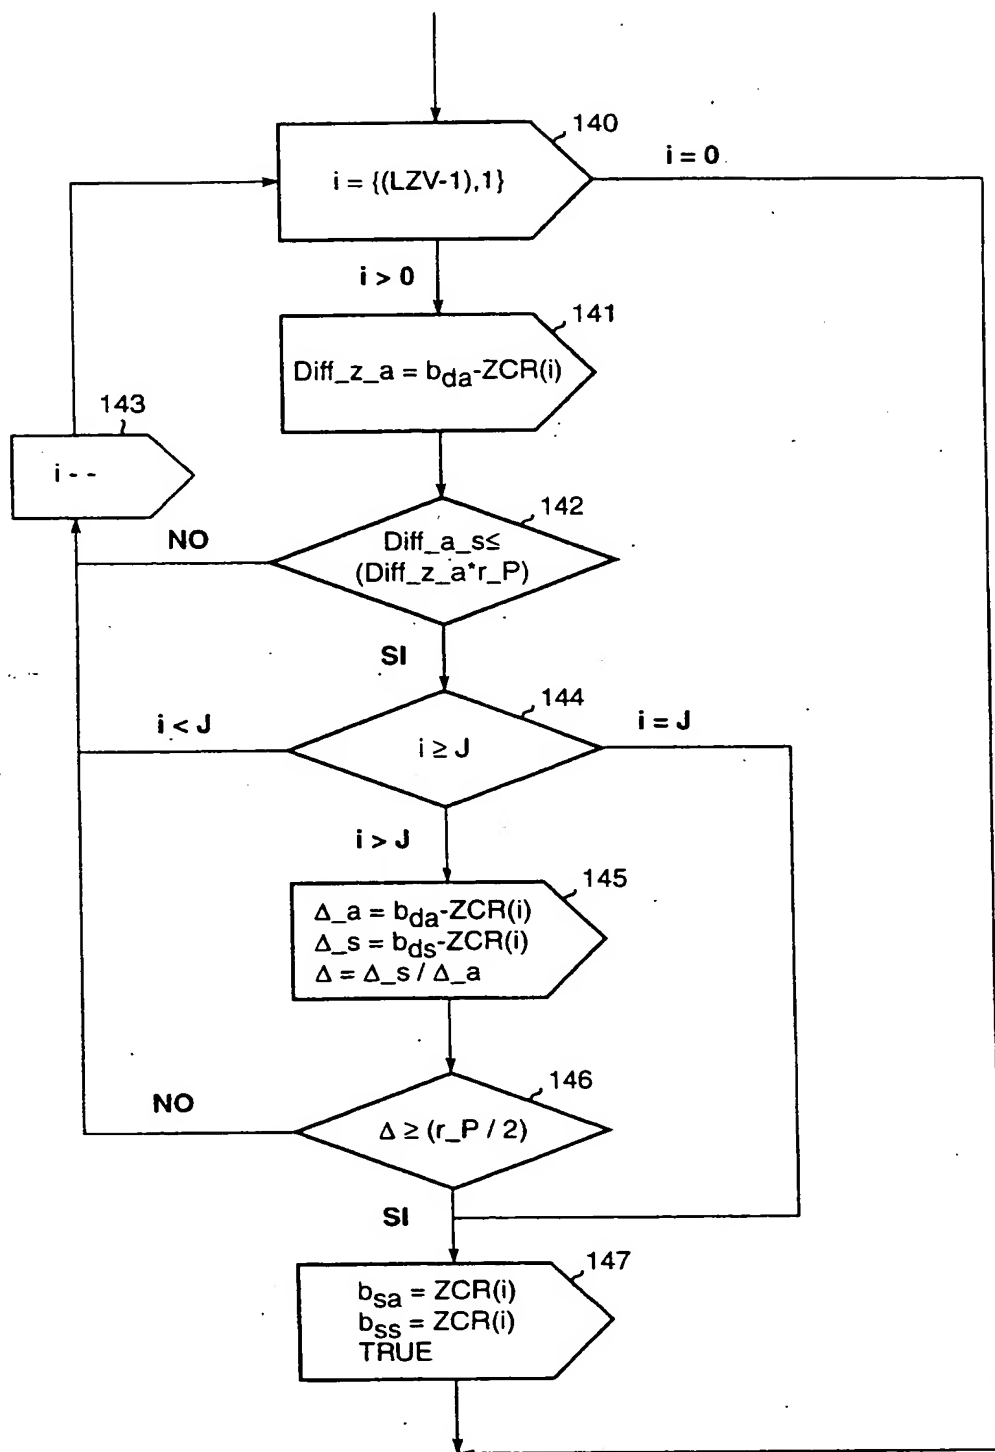 140
i = 0
i = {(LZV-1),1}
i > 0
141
Diff_z_a = bda-ZCR(i)
143
i - -
142
NO
Diff_a_s≤
(Diff_z_a*r_P)
SI
144
i < J
i = J
i ≥ J
i > J
145
Δ_a = bda-ZCR(i)
Δ_s = bds-ZCR(i)
Δ = Δ_s / Δ_a
146
NO
Δ ≥ (r_P / 2)
SI
147
bsa = ZCR(i)
bss = ZCR(i)
TRUE